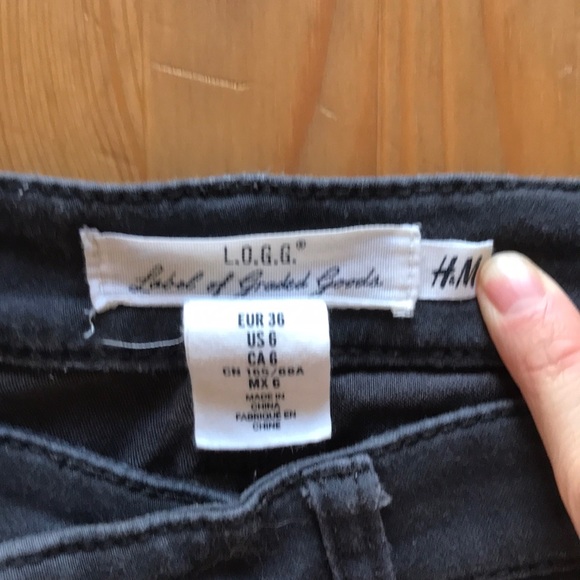 L.O.G.G.®
Label of Graded Goods
H&M
EUR 36
US 6
CA 6
CN 165/68A
MX 6
MADE IN
CHINA
FABRIQUE EN
CHINE